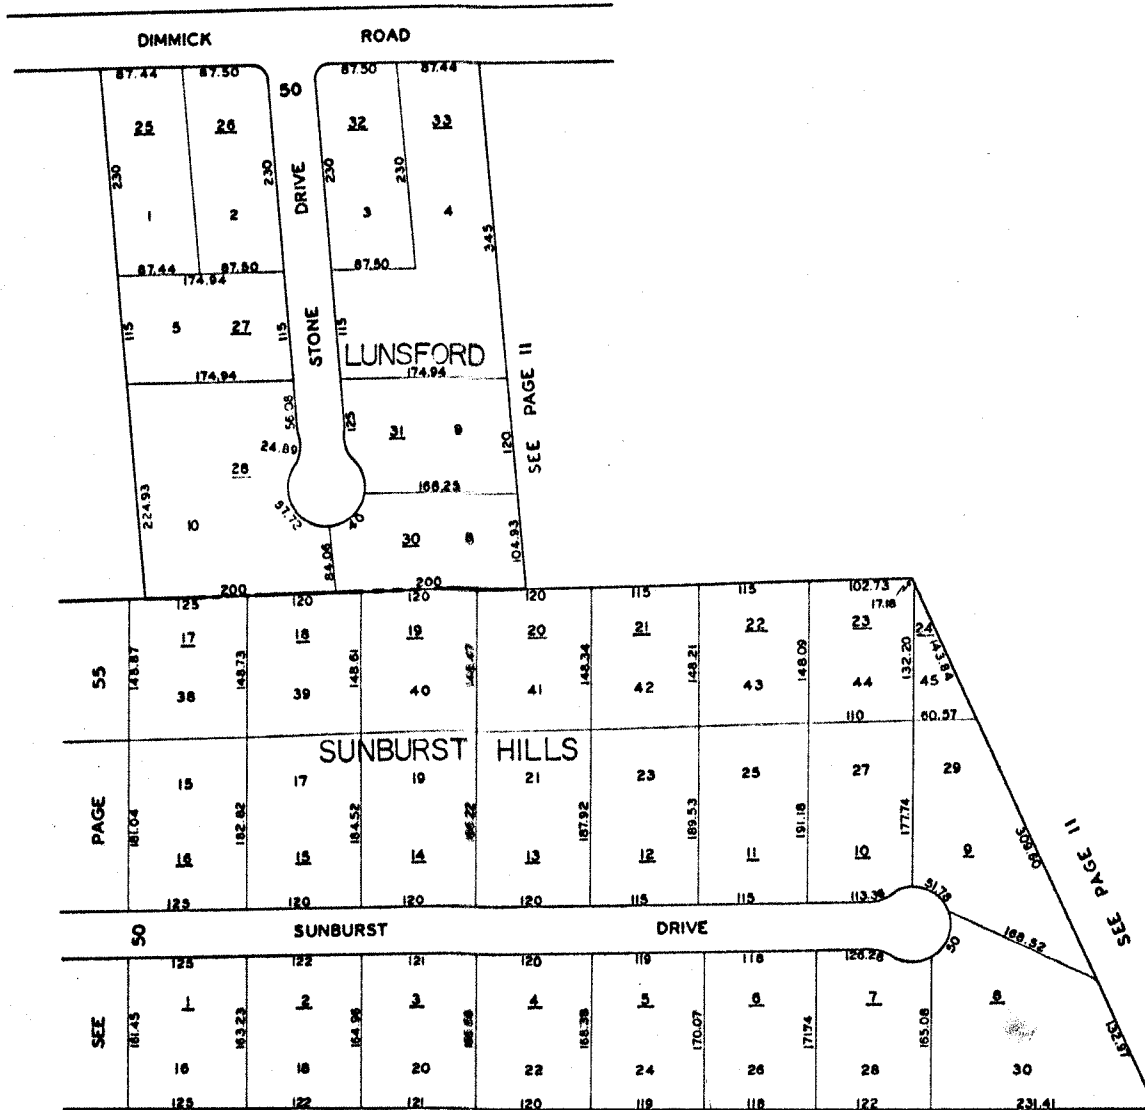 DIMMICK ROAD
87.44 87.50 50 87.50 87.44
25 26 32 33
230 230 DRIVE 230 230
1 2 3 4
345
87.44 87.50 87.50
174.94
115 5 27 115 STONE 115
LUNSFORD
174.94 174.94
SEE PAGE 11
56.08 125
31 9 120
24.89
28
166.25
224.93 10 97.72 40
30 8 104.93
84.06
200 200
125 120 120 120 115 115 102.73
17.18
17 18 19 20 21 22 23 24
55 148.87 148.73 148.61 148.47 148.34 148.21 148.09 132.20 143.84
38 39 40 41 42 43 44 45
110 60.57
SUNBURST HILLS
15 17 19 21 23 25 27 29
PAGE 181.04 182.82 184.52 186.22 187.92 189.53 191.18 177.74 309.60
SEE PAGE 11
16 15 14 13 12 11 10 9
125 120 120 120 115 115 113.36 51.78
50 SUNBURST DRIVE
50 168.52
125 122 121 120 119 118 126.28
1 2 3 4 5 6 7 8
SEE 161.45 163.23 164.96 168.38 170.07 171.74 165.08 132.97
16 18 20 22 24 26 28 30
125 122 121 120 119 118 122 231.41